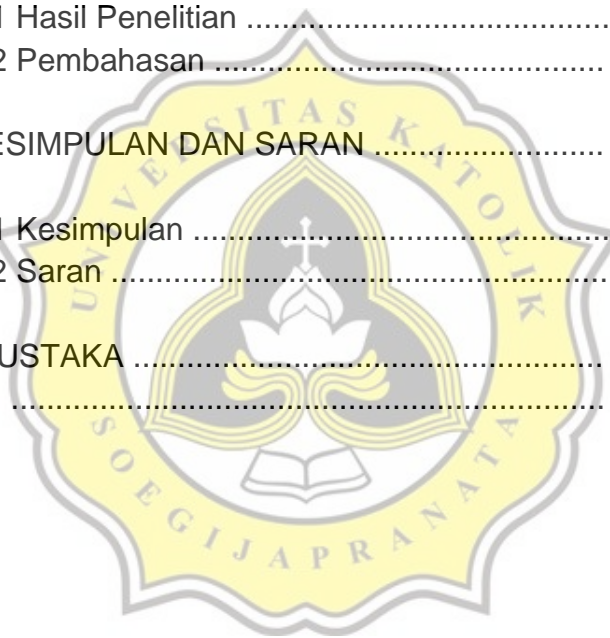 1 Hasil Penelitian ........................................
2 Pembahasan ............................................
ESIMPULAN DAN SARAN ..........................
1 Kesimpulan ...............................................
2 Saran ........................................................
USTAKA .....................................................
...................................................................
UNIVERSITAS KATOLIK
SOEGIJAPRANATA